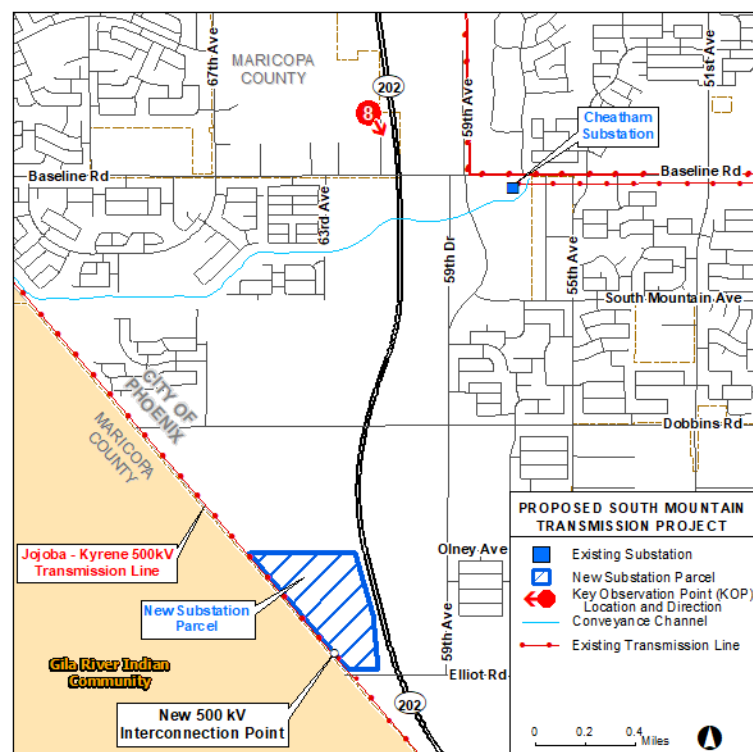 67th Ave
MARICOPA
COUNTY
202
8
59th Ave
51st Ave
Cheatham
Substation
Baseline Rd
Baseline Rd
63rd Ave
59th Dr
55th Ave
South Mountain Ave
CITY OF
PHOENIX
MARICOPA
COUNTY
Dobbins Rd
Jojoba - Kyrene 500kV
Transmission Line
New Substation
Parcel
Olney Ave
59th Ave
Gila River Indian
Community
Elliot Rd
New 500 kV
Interconnection Point
202
PROPOSED SOUTH MOUNTAIN
TRANSMISSION PROJECT
Existing Substation
New Substation Parcel
Key Observation Point (KOP)
Location and Direction
Conveyance Channel
Existing Transmission Line
0 0.2 0.4
Miles